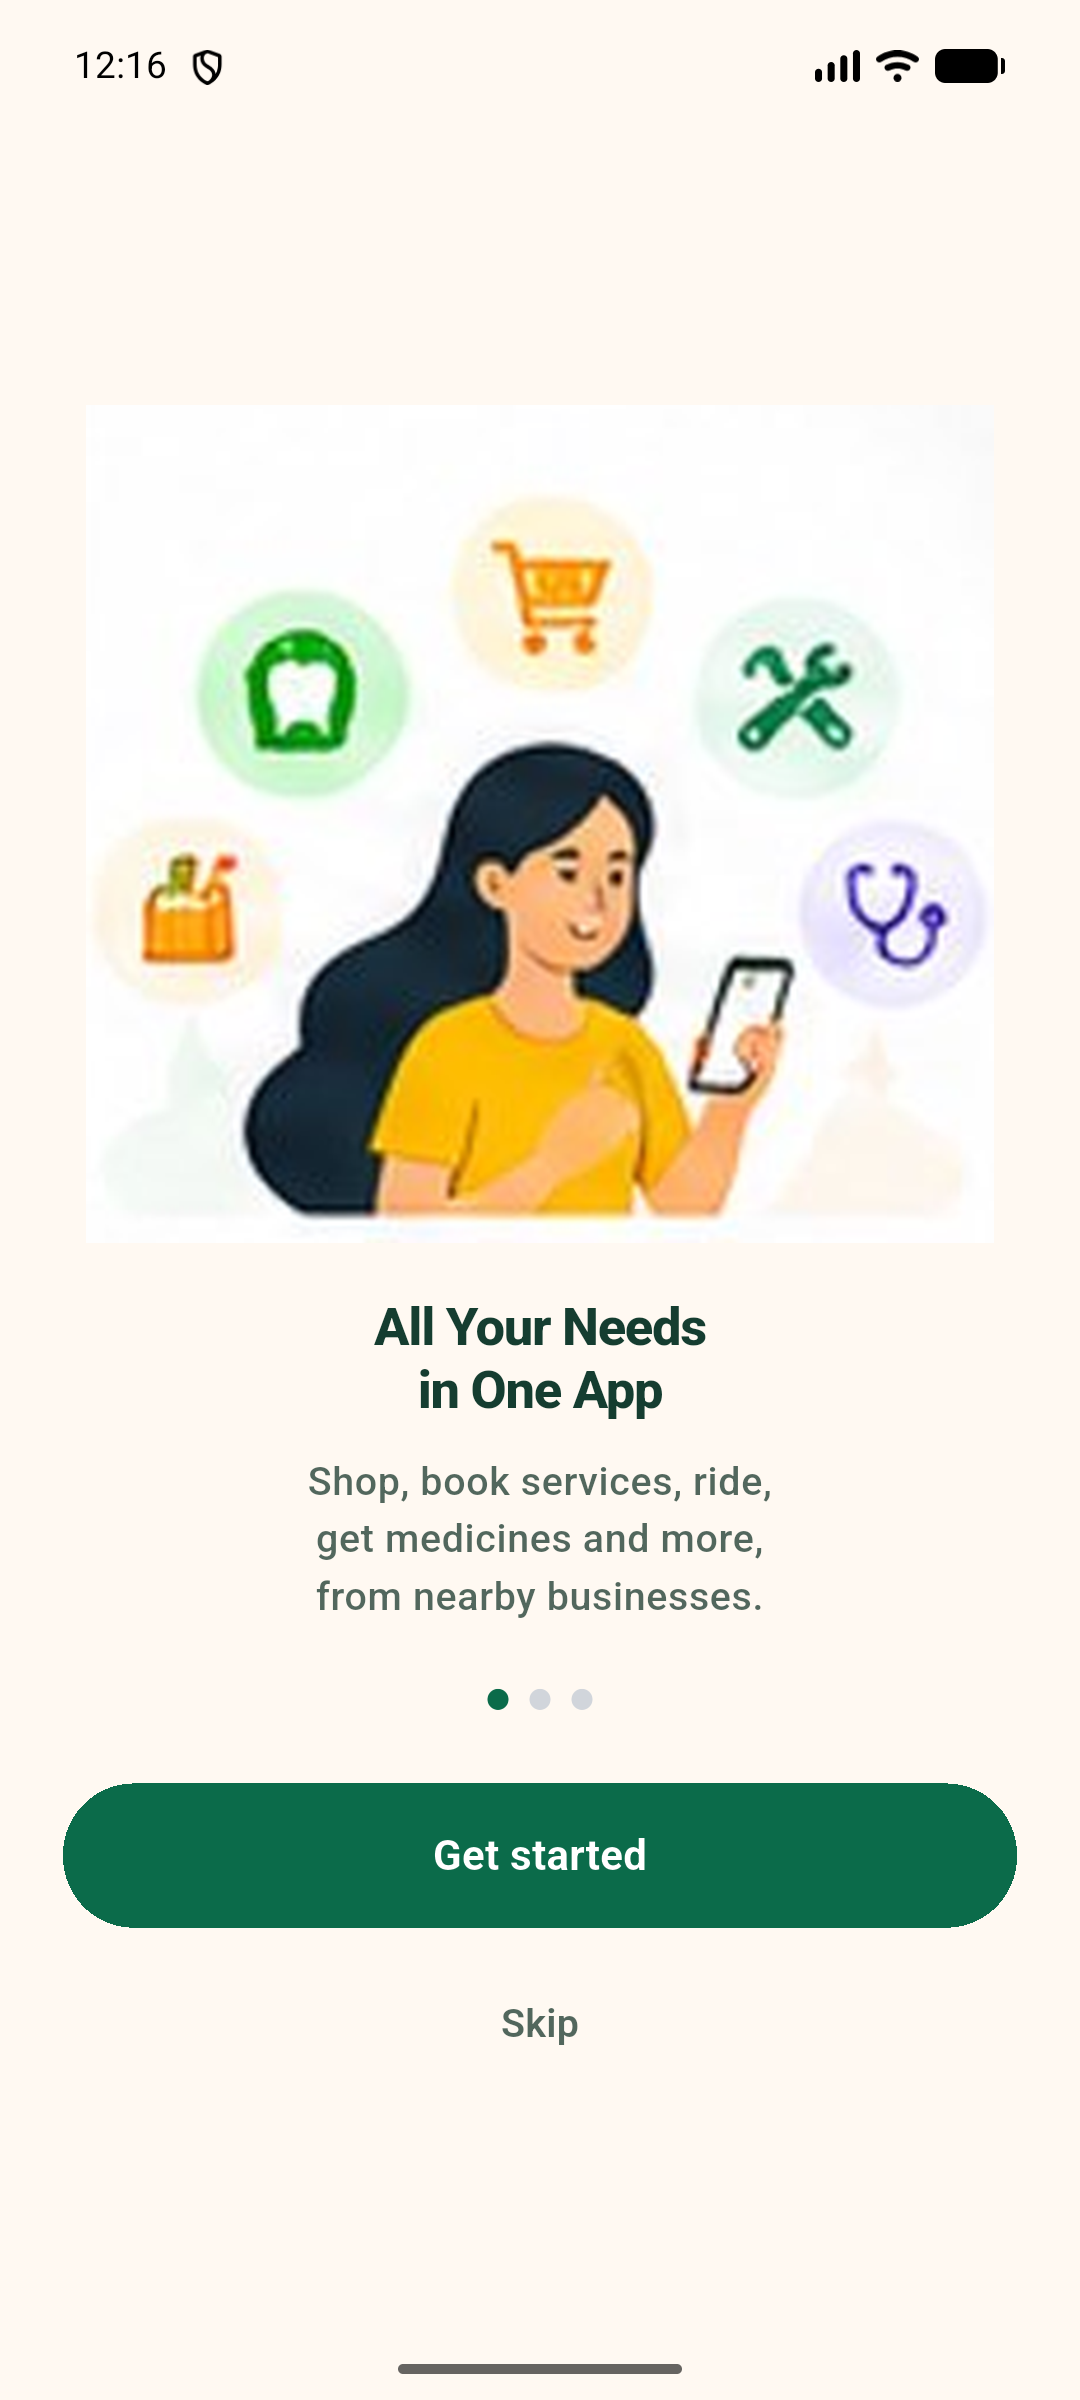 12:16
All Your Needs
in One App
Shop, book services, ride,
get medicines and more,
from nearby businesses.
Get started
Skip